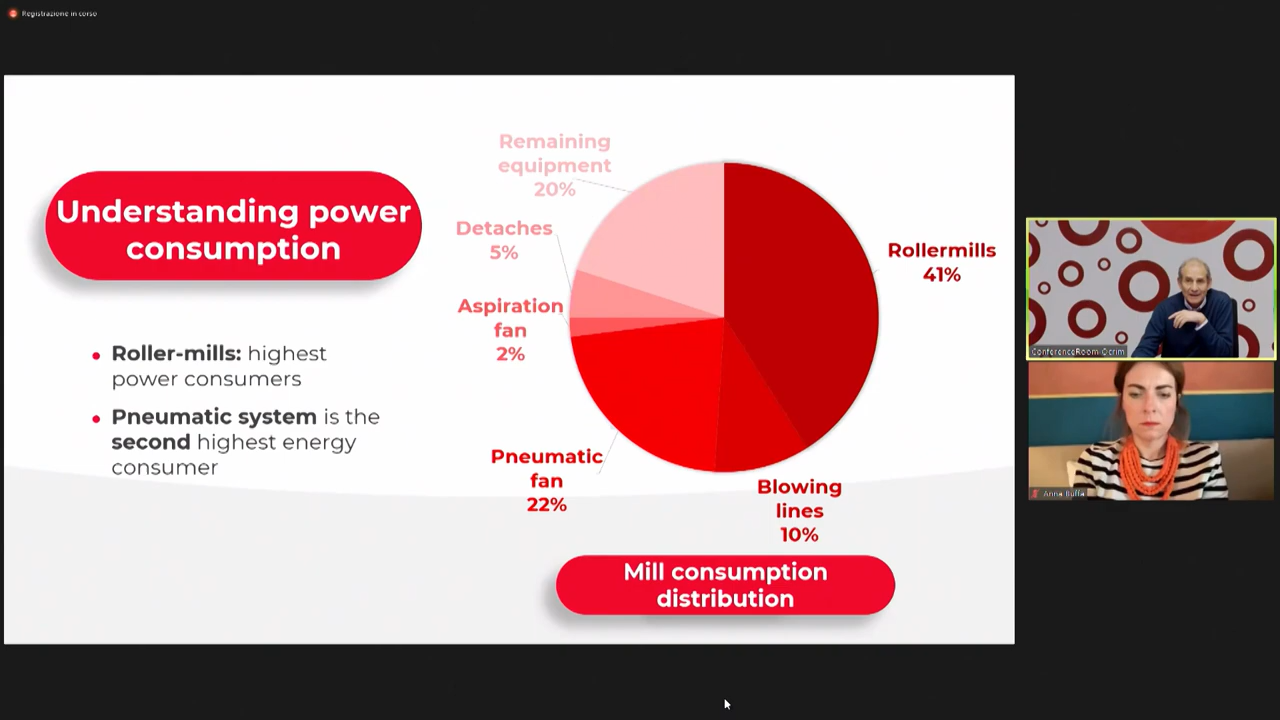 Registrazione in corso
Understanding power
consumption
• Roller-mills: highest
power consumers
• Pneumatic system is the
second highest energy
consumer
Remaining
equipment
20%
Detaches
5%
Aspiration
fan
2%
Pneumatic
fan
22%
Rollermills
41%
Blowing
lines
10%
Mill consumption
distribution
ConferenceRoom Ocrim
Anna Buffa